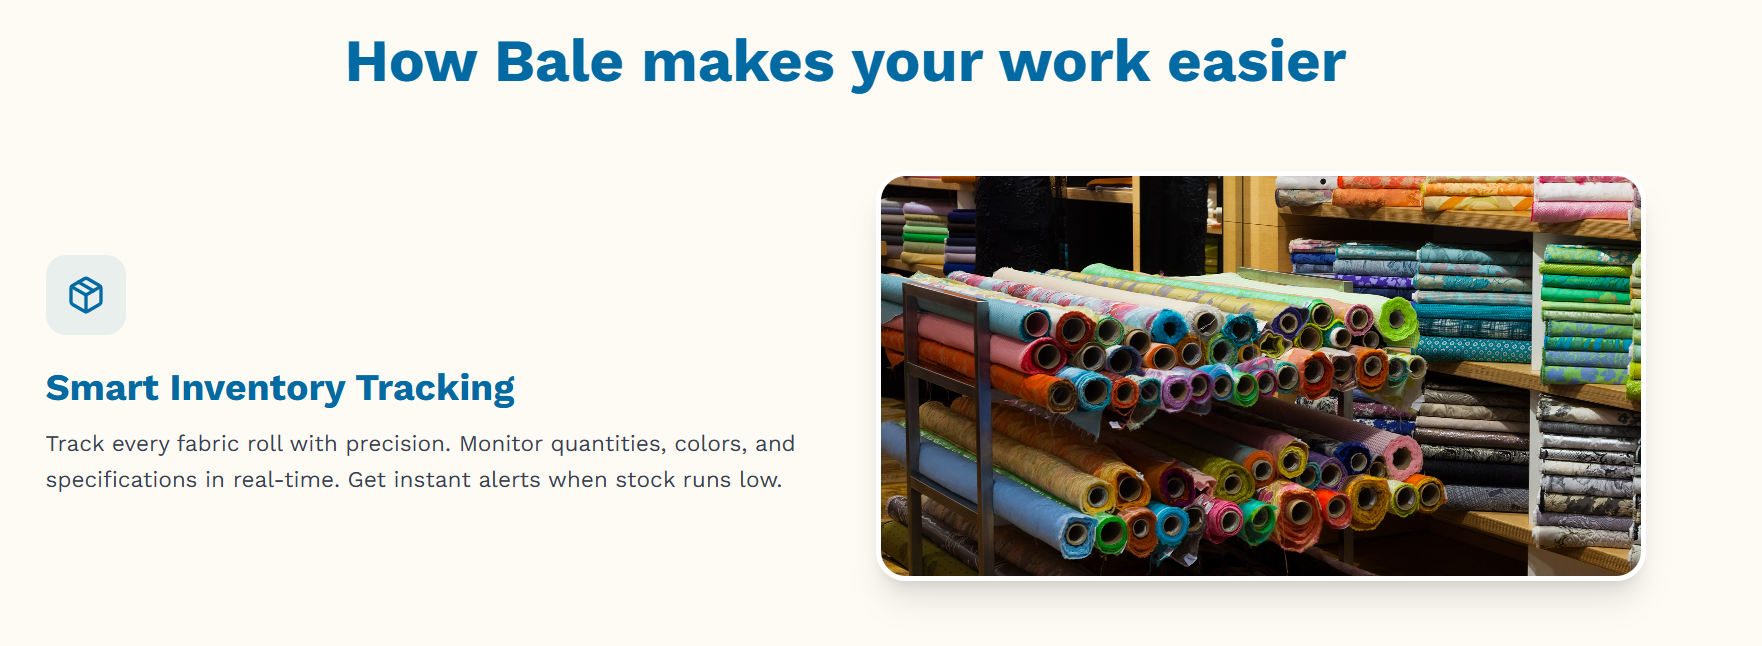 How Bale makes your work easier
Smart Inventory Tracking
Track every fabric roll with precision. Monitor quantities, colors, and
specifications in real-time. Get instant alerts when stock runs low.